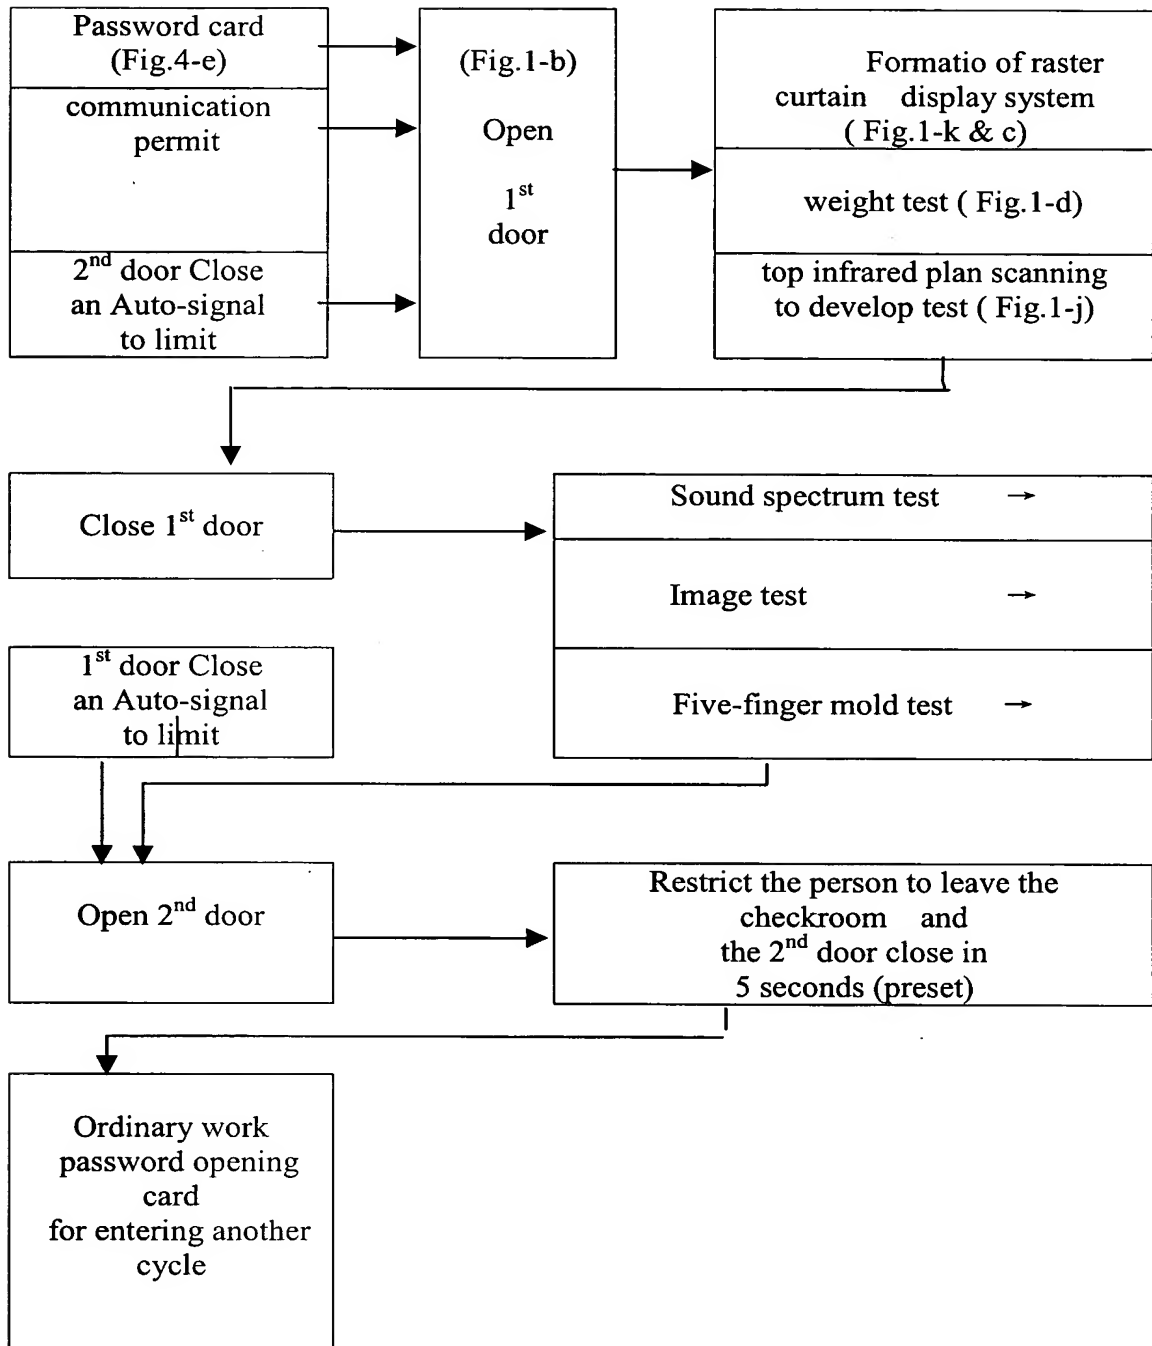 Password card
(Fig.4-e)
communication
permit
2nd door Close
an Auto-signal
to limit
(Fig.1-b)
Open
1st
door
Formatio of raster
curtain display system
( Fig.1-k & c)
weight test ( Fig.1-d)
top infrared plan scanning
to develop test ( Fig.1-j)
Close 1st door
Sound spectrum test →
Image test →
Five-finger mold test →
1st door Close
an Auto-signal
to limit
Open 2nd door
Restrict the person to leave the
checkroom and
the 2nd door close in
5 seconds (preset)
Ordinary work
password opening
card
for entering another
cycle